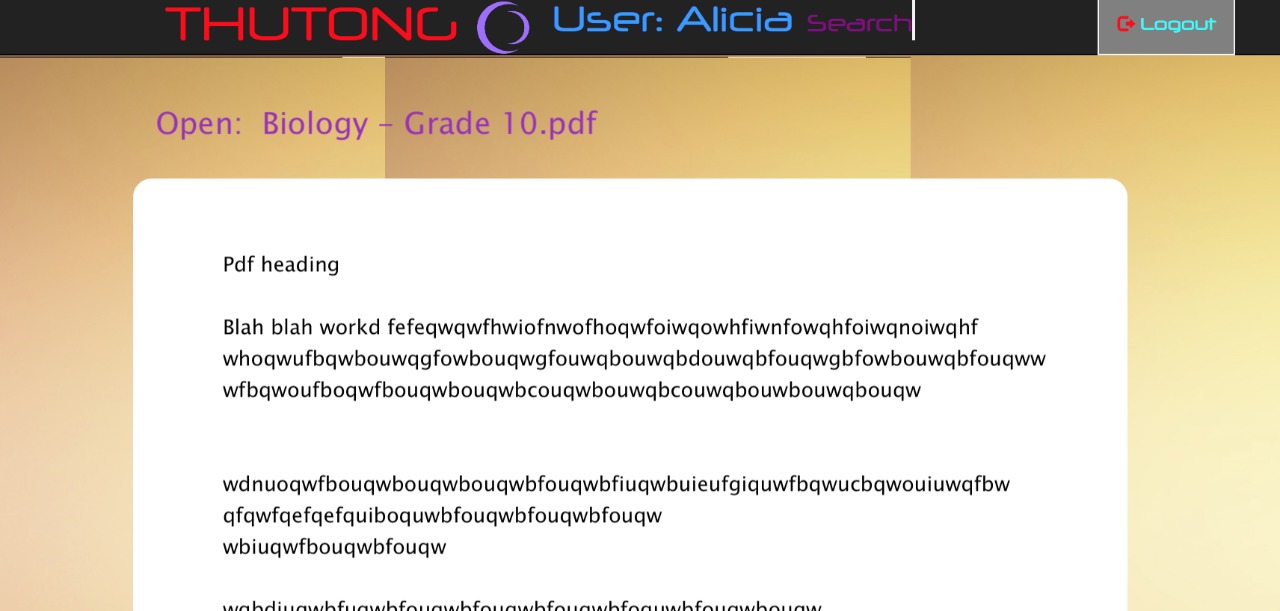 THUTONG User: Alicia Search Logout
Open: Biology - Grade 10.pdf
Pdf heading
Blah blah workd fefeqwqwfhwiofnwofhoqwfoiwqowhfiwnfowqhfoiwqnoiwqhf
whoqwufbqwbouwqgfowbouqwgfouwqbouwqbdouwqbfouqwgbfowbouwqbfouqww
wfbqwoufboqwfbouqwbouqwbcouqwbouwqbcouwqbouwbouwqbouqw
wdnuoqwfbouqwbouqwbouqwbfouqwbfiuqwbuieufgiquwfbqwucbqwouiuwqfbw
qfqwfqefqefquiboquwbfouqwbfouqwbfouqw
wbiuqwfbouqwbfouqw